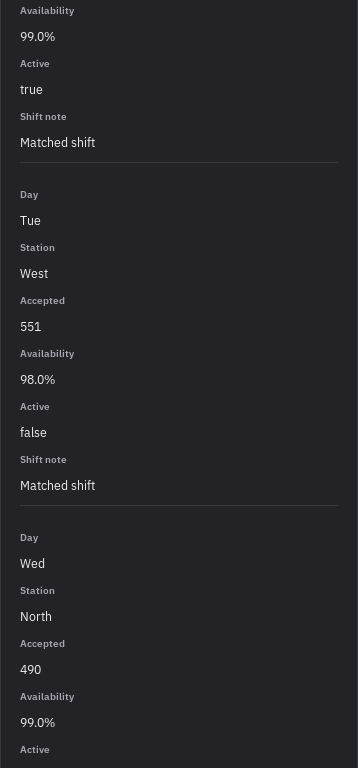 Availability
99.0%
Active
true
Shift note
Matched shift
Day
Tue
Station
West
Accepted
551
Availability
98.0%
Active
false
Shift note
Matched shift
Day
Wed
Station
North
Accepted
490
Availability
99.0%
Active